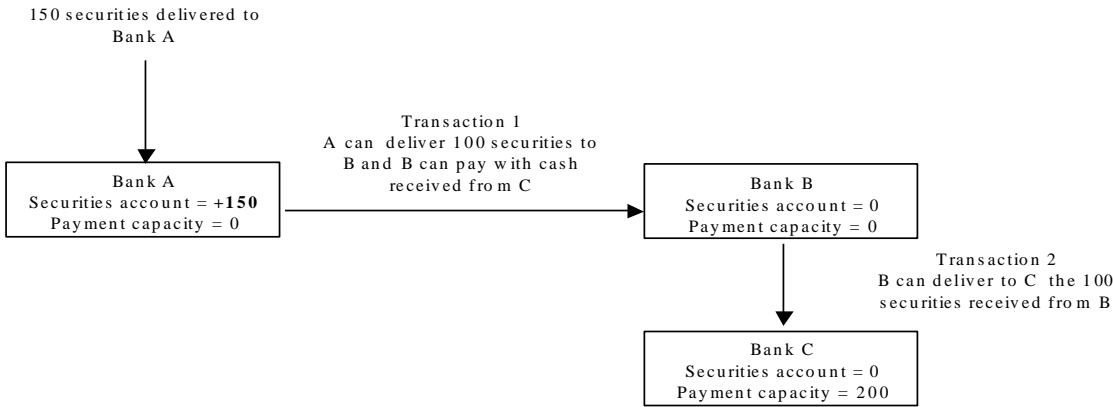 150 securities delivered to
Bank A
Transaction 1
A can deliver 100 securities to
B and B can pay with cash
received from C
Bank A
Securities account = +150
Payment capacity = 0
Bank B
Securities account = 0
Payment capacity = 0
Transaction 2
B can deliver to C the 100
securities received from B
Bank C
Securities account = 0
Payment capacity = 200